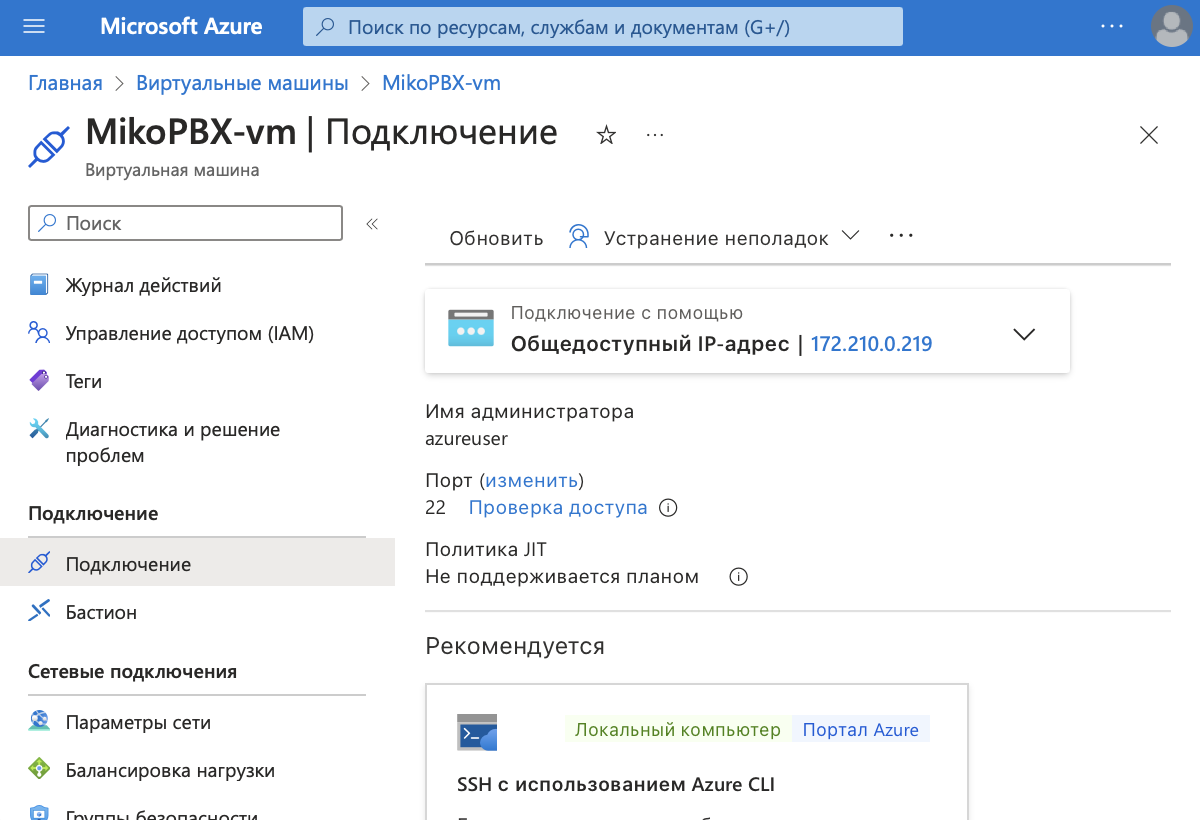 Microsoft Azure
Поиск по ресурсам, службам и документам (G+/)
Главная > Виртуальные машины > MikoPBX-vm
MikoPBX-vm | Подключение
Виртуальная машина
Поиск
Журнал действий
Управление доступом (IAM)
Теги
Диагностика и решение
проблем
Подключение
Подключение
Бастион
Сетевые подключения
Параметры сети
Балансировка нагрузки
Группы безопасности
Обновить
Устранение неполадок
Подключение с помощью
Общедоступный IP-адрес | 172.210.0.219
Имя администратора
azureuser
Порт (изменить)
22 Проверка доступа
Политика JIT
Не поддерживается планом
Рекомендуется
Локальный компьютер Портал Azure
SSH с использованием Azure CLI